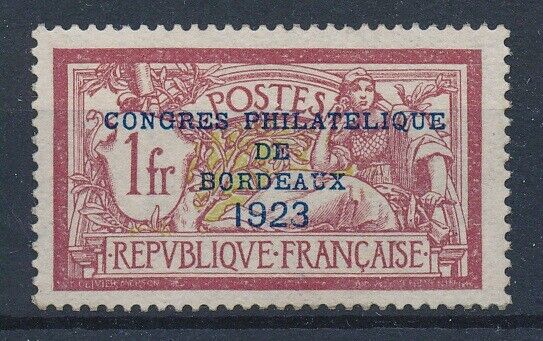 POSTES
CONGRES PHILATELIQUE
DE
1fr
BORDEAUX
1923
·REPVBLIQVE·FRANÇAISE·